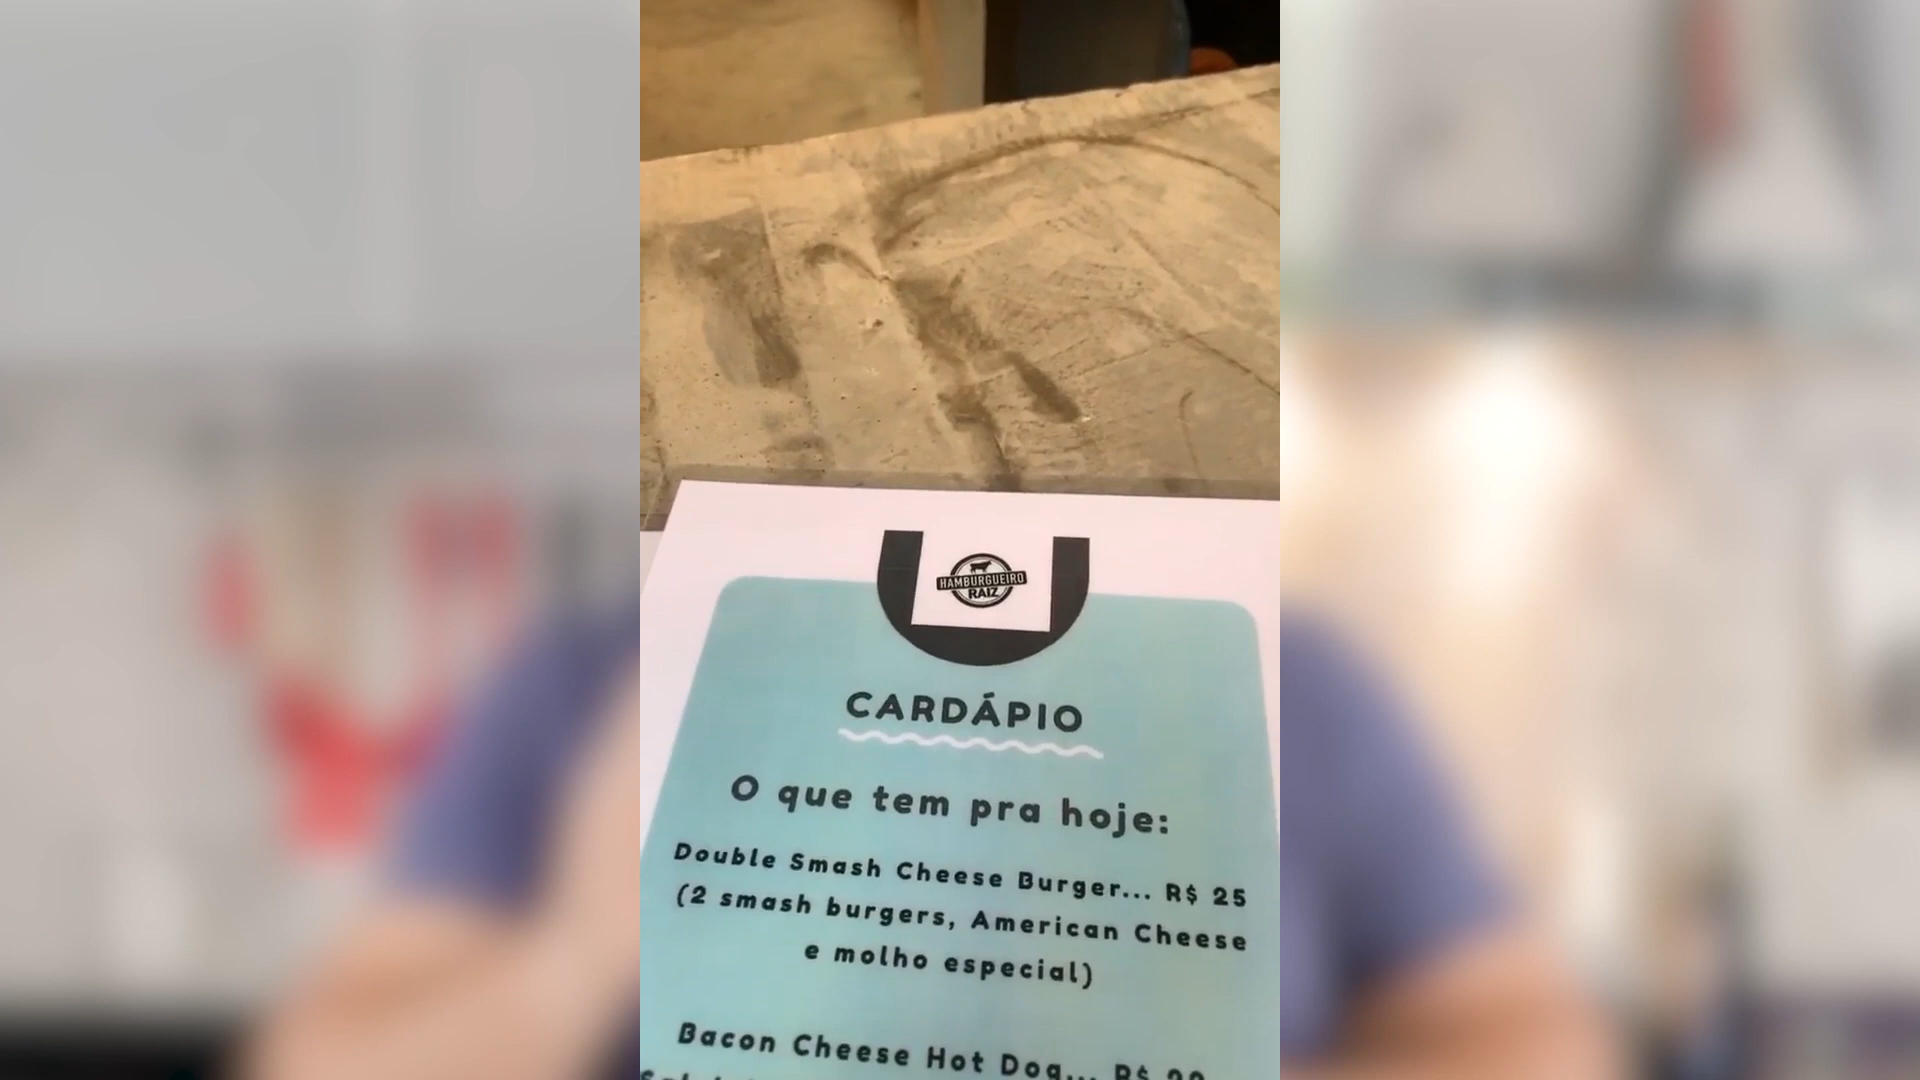 HAMBURGUEIRO
RAIZ
CARDÁPIO
O que tem pra hoje:
Double Smash Cheese Burger... R$ 25
(2 smash burgers, American Cheese
e molho especial)
Bacon Cheese Hot Dog... R$